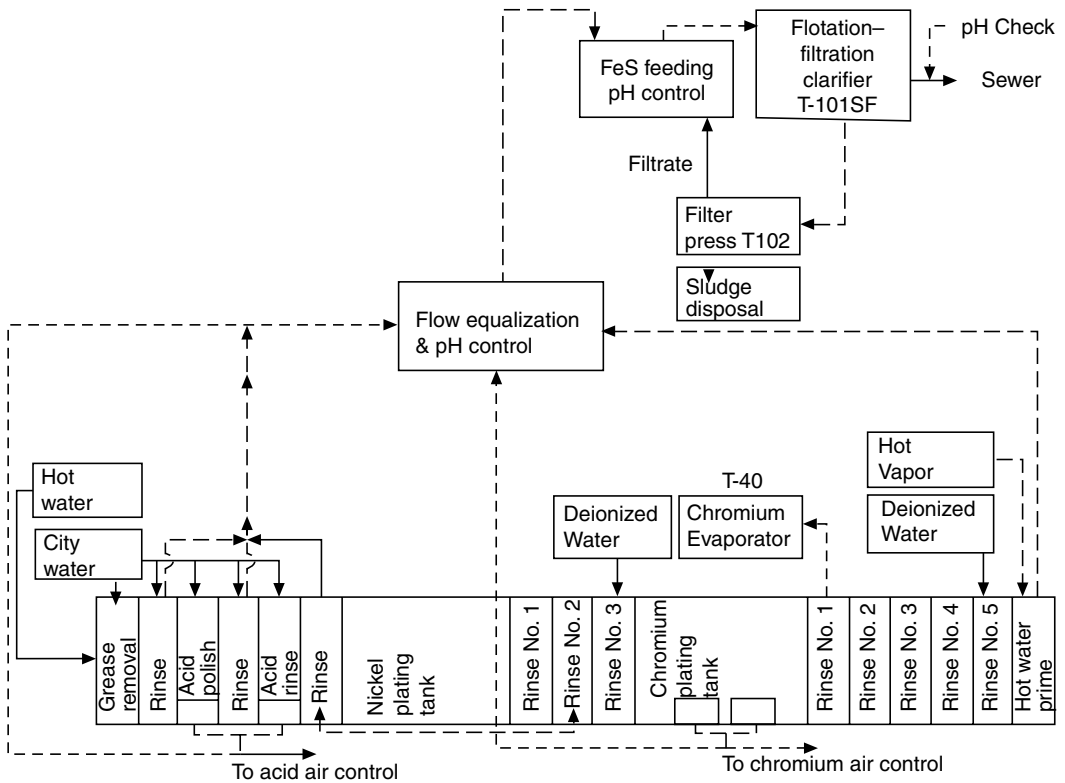 FeS feeding
pH control
Flotation–
filtration
clarifier
T-101SF
pH Check
Sewer
Filtrate
Filter
press T102
Sludge
disposal
Flow equalization
& pH control
Hot
water
City
water
Deionized
Water
T-40
Chromium
Evaporator
Hot
Vapor
Deionized
Water
Grease
removal
Rinse
Acid
polish
Rinse
Acid
rinse
Rinse
Nickel
plating
tank
Rinse No. 1
Rinse No. 2
Rinse No. 3
Chromium
plating
tank
Rinse No. 1
Rinse No. 2
Rinse No. 3
Rinse No. 4
Rinse No. 5
Hot water
prime
To acid air control
To chromium air control